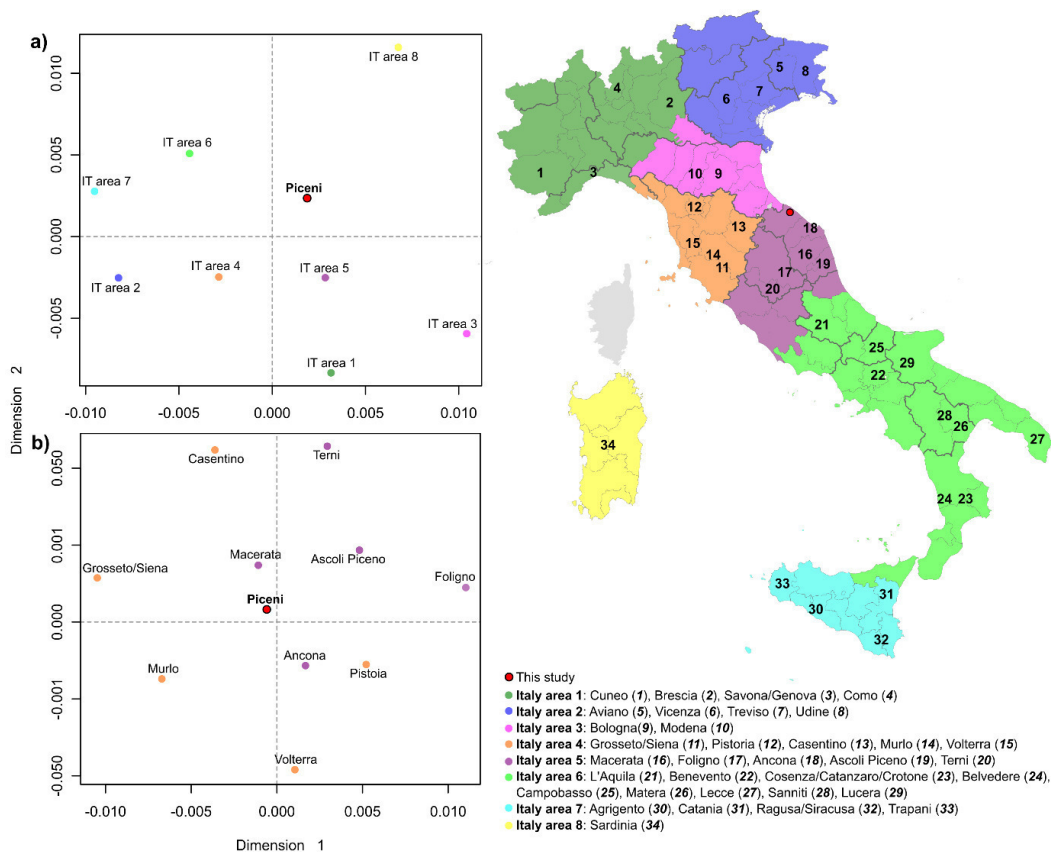 a)
0.010
0.005
0.000
-0.005
IT area 8
IT area 6
IT area 7
Piceni
IT area 4
IT area 5
IT area 2
IT area 3
IT area 1
-0.010
-0.005
0.000
0.005
0.010
Dimension 2
b)
0.050
0.001
0.000
-0.001
-0.050
Casentino
Terni
Macerata
Ascoli Piceno
Grosseto/Siena
Foligno
Piceni
Ancona
Murlo
Pistoia
Volterra
-0.010
-0.005
0.000
0.005
0.010
Dimension 1
5
8
4
7
2
6
1
3
10
9
12
13
18
15
14
16
11
17
19
20
21
25
29
22
28
26
27
34
24
23
33
31
30
32
This study
Italy area 1: Cuneo (1), Brescia (2), Savona/Genova (3), Como (4)
Italy area 2: Aviano (5), Vicenza (6), Treviso (7), Udine (8)
Italy area 3: Bologna(9), Modena (10)
Italy area 4: Grosseto/Siena (11), Pistoria (12), Casentino (13), Murlo (14), Volterra (15)
Italy area 5: Macerata (16), Foligno (17), Ancona (18), Ascoli Piceno (19), Terni (20)
Italy area 6: L'Aquila (21), Benevento (22), Cosenza/Catanzaro/Crotone (23), Belvedere (24),
Campobasso (25), Matera (26), Lecce (27), Sanniti (28), Lucera (29)
Italy area 7: Agrigento (30), Catania (31), Ragusa/Siracusa (32), Trapani (33)
Italy area 8: Sardinia (34)